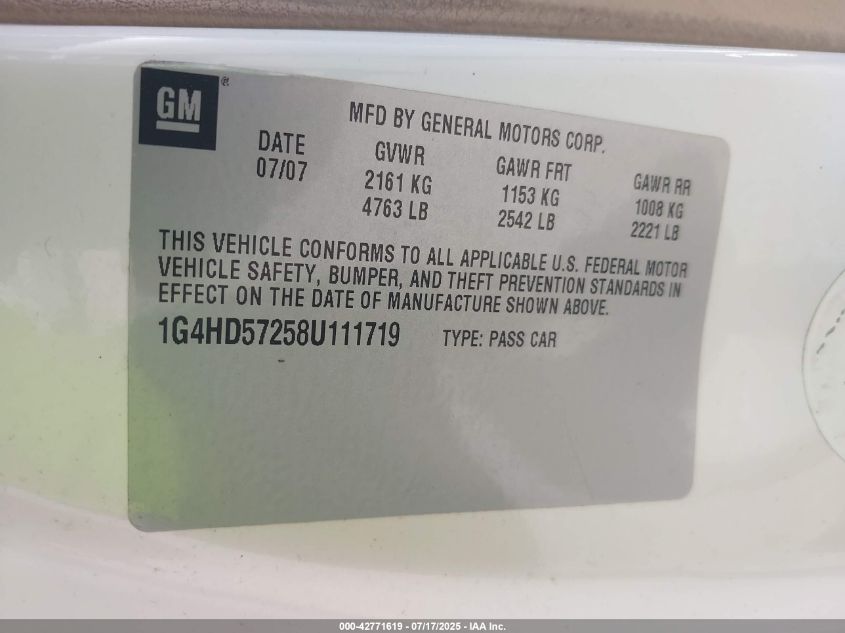 GM ®
MFD BY GENERAL MOTORS CORP.
DATE GVWR GAWR FRT GAWR RR
07/07 2161 KG 1153 KG 1008 KG
4763 LB 2542 LB 2221 LB
THIS VEHICLE CONFORMS TO ALL APPLICABLE U.S. FEDERAL MOTOR
VEHICLE SAFETY, BUMPER, AND THEFT PREVENTION STANDARDS IN
EFFECT ON THE DATE OF MANUFACTURE SHOWN ABOVE.
1G4HD57258U111719 TYPE: PASS CAR
000-42771619 - 07/17/2025 - IAA Inc.